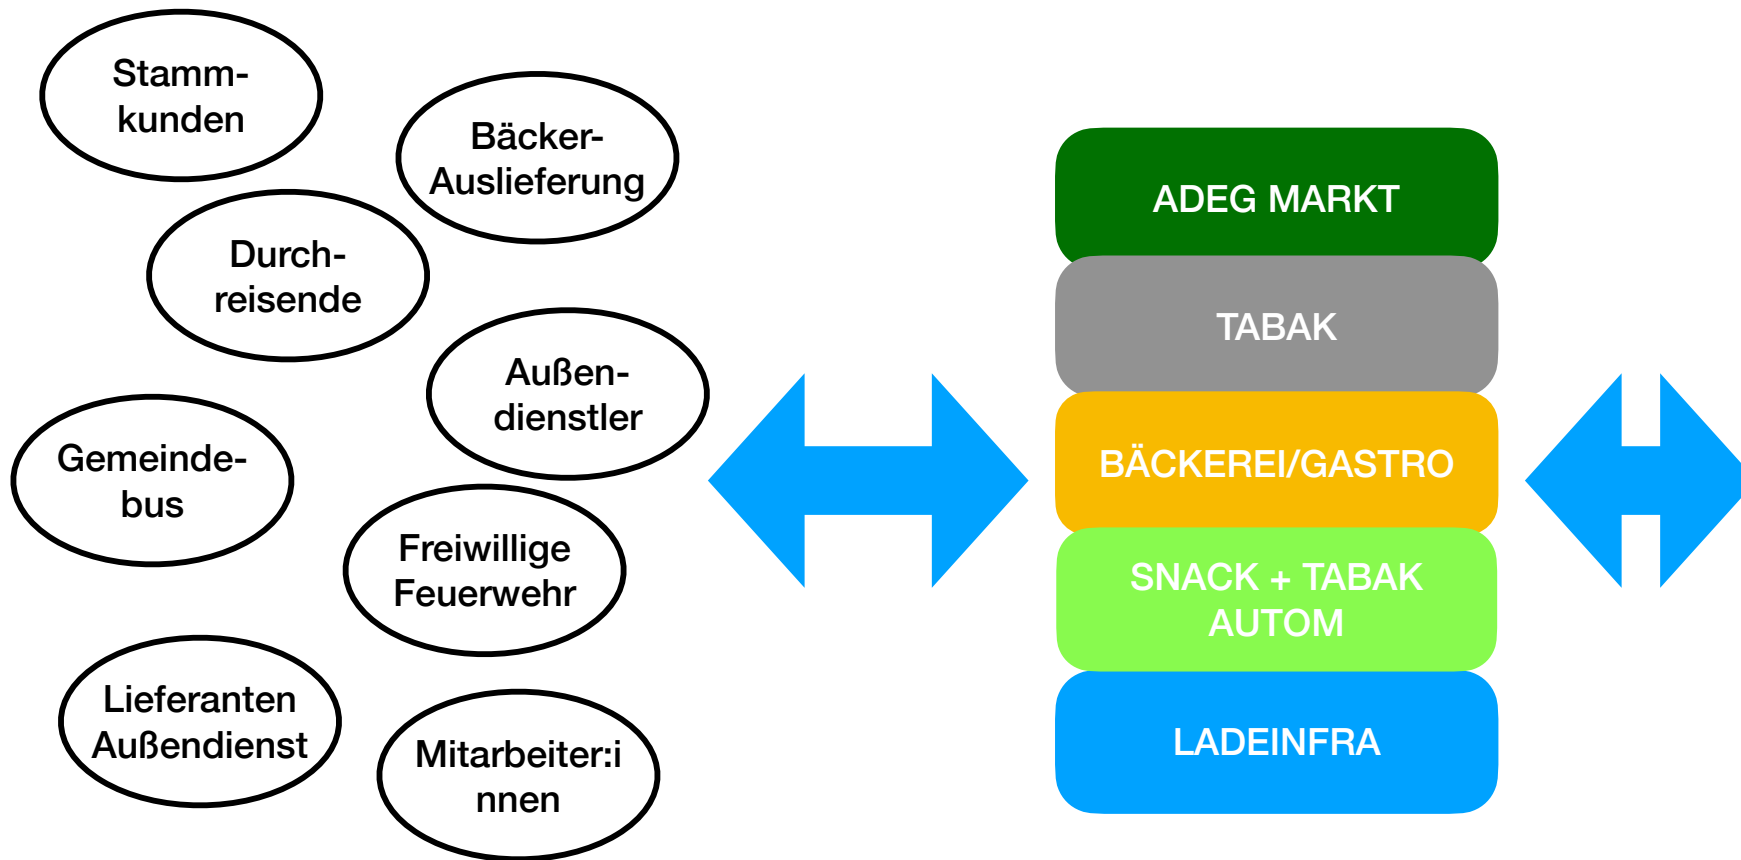 Stamm-
kunden
Bäcker-
Auslieferung
Durch-
reisende
Außen-
dienstler
Gemeinde-
bus
Freiwillige
Feuerwehr
Lieferanten
Außendienst
Mitarbeiter:i
nnen
ADEG MARKT
TABAK
BÄCKEREI/GASTRO
SNACK + TABAK
AUTOM
LADEINFRA